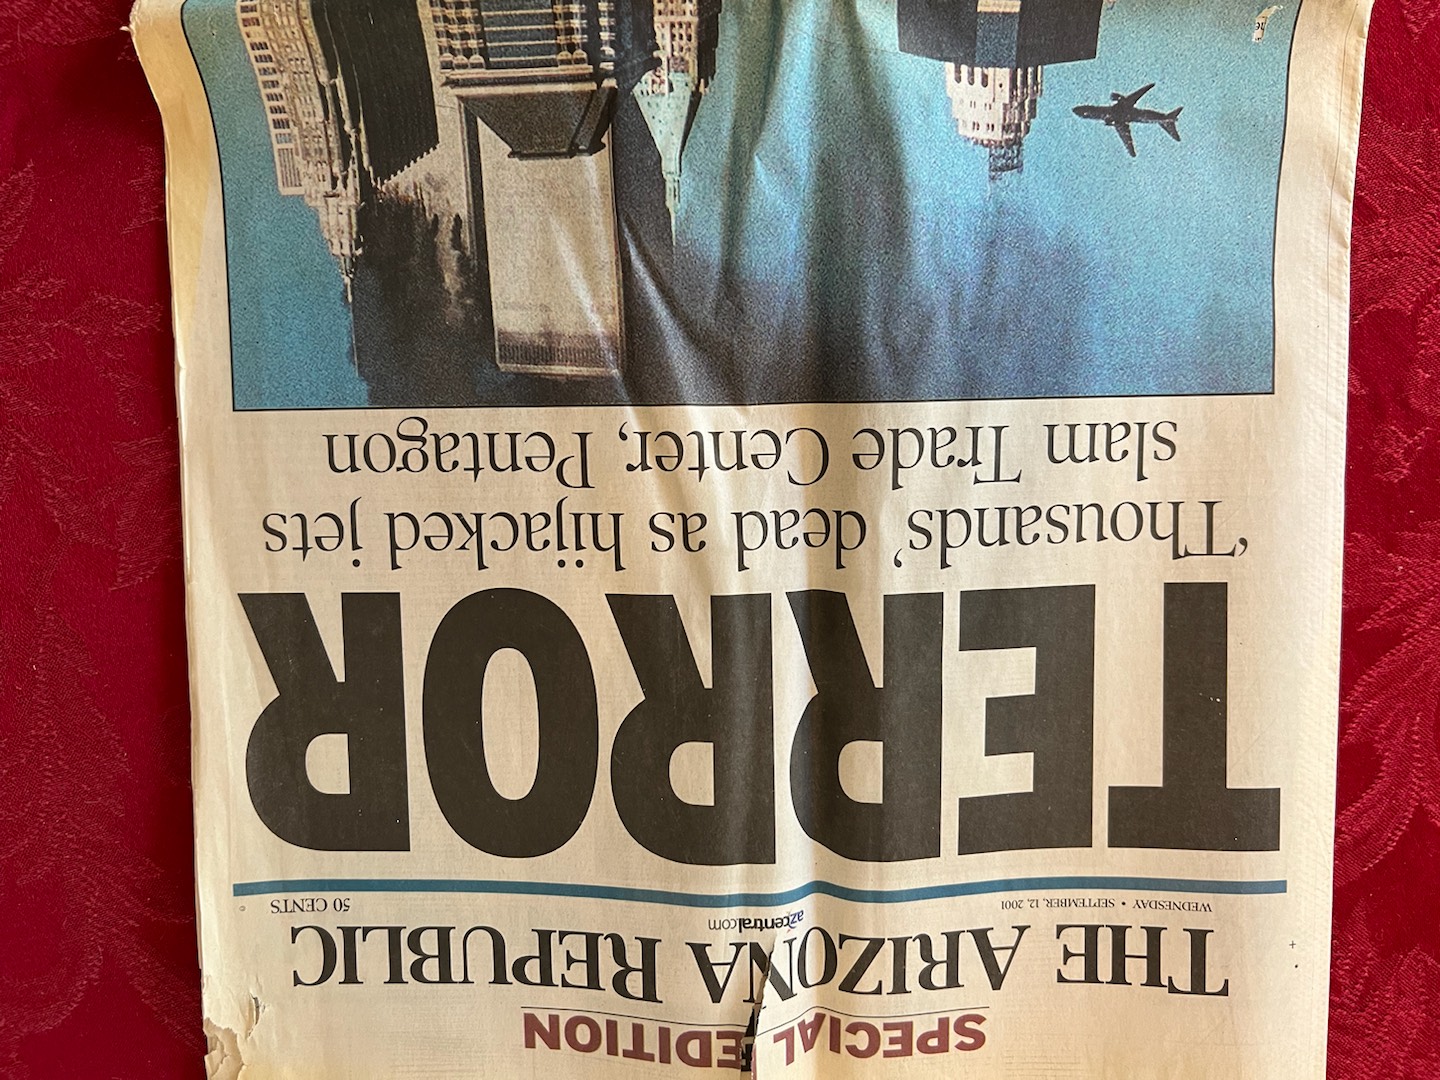 SPECIAL EDITION
THE ARIZONA REPUBLIC
azcentral.com
WEDNESDAY • SEPTEMBER, 12, 2001
50 CENTS
TERROR
‘Thousands’ dead as hijacked jets
slam Trade Center, Pentagon